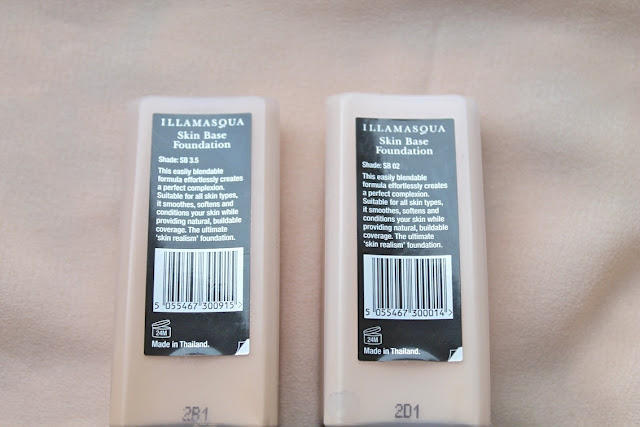 ILLAMASQUA
Skin Base
Foundation
Shade: SB 3.5
This easily blendable
formula effortlessly creates
a perfect complexion.
Suitable for all skin types,
it smoothes, softens and
conditions your skin while
providing natural, buildable
coverage. The ultimate
'skin realism' foundation.
5 055467 300915 >
24M
Made in Thailand.
2B1
ILLAMASQUA
Skin Base
Foundation
Shade: SB 02
This easily blendable
formula effortlessly creates
a perfect complexion.
Suitable for all skin types,
it smoothes, softens and
conditions your skin while
providing natural, buildable
coverage. The ultimate
'skin realism' foundation.
5 055467 300014 >
24M
Made in Thailand.
2D1